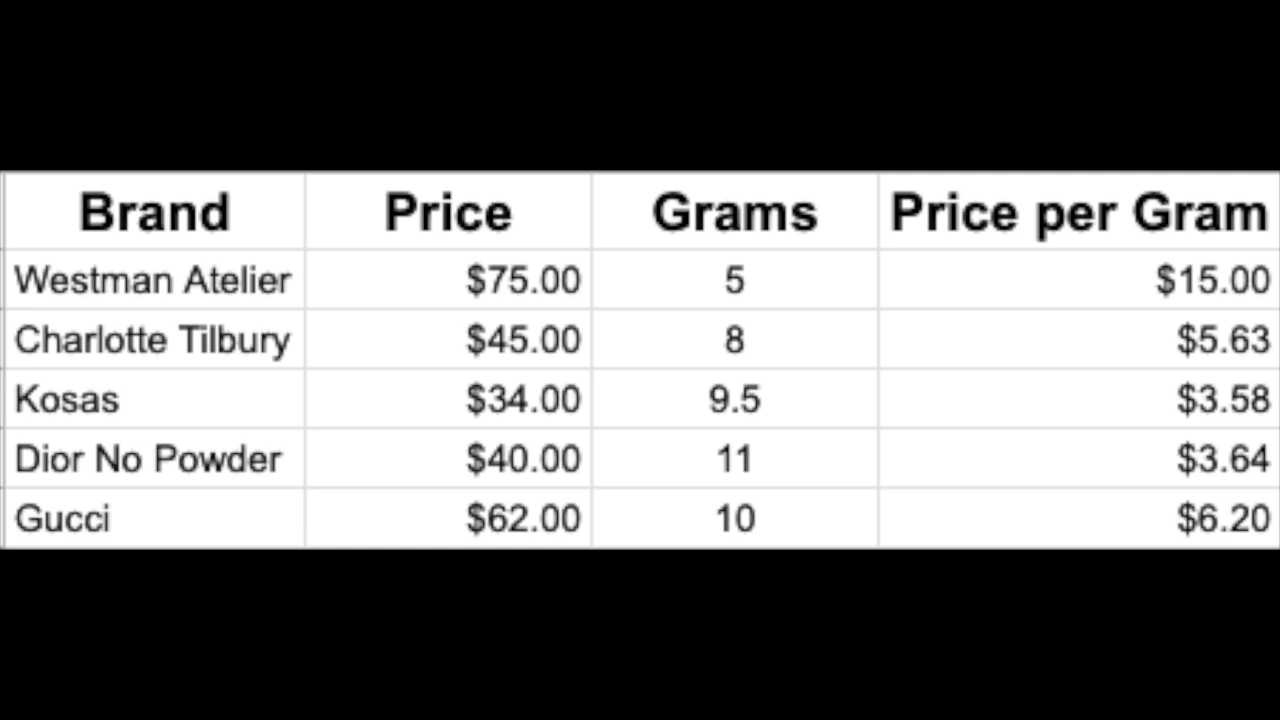 Brand Price Grams Price per Gram
Westman Atelier $75.00 5 $15.00
Charlotte Tilbury $45.00 8 $5.63
Kosas $34.00 9.5 $3.58
Dior No Powder $40.00 11 $3.64
Gucci $62.00 10 $6.20